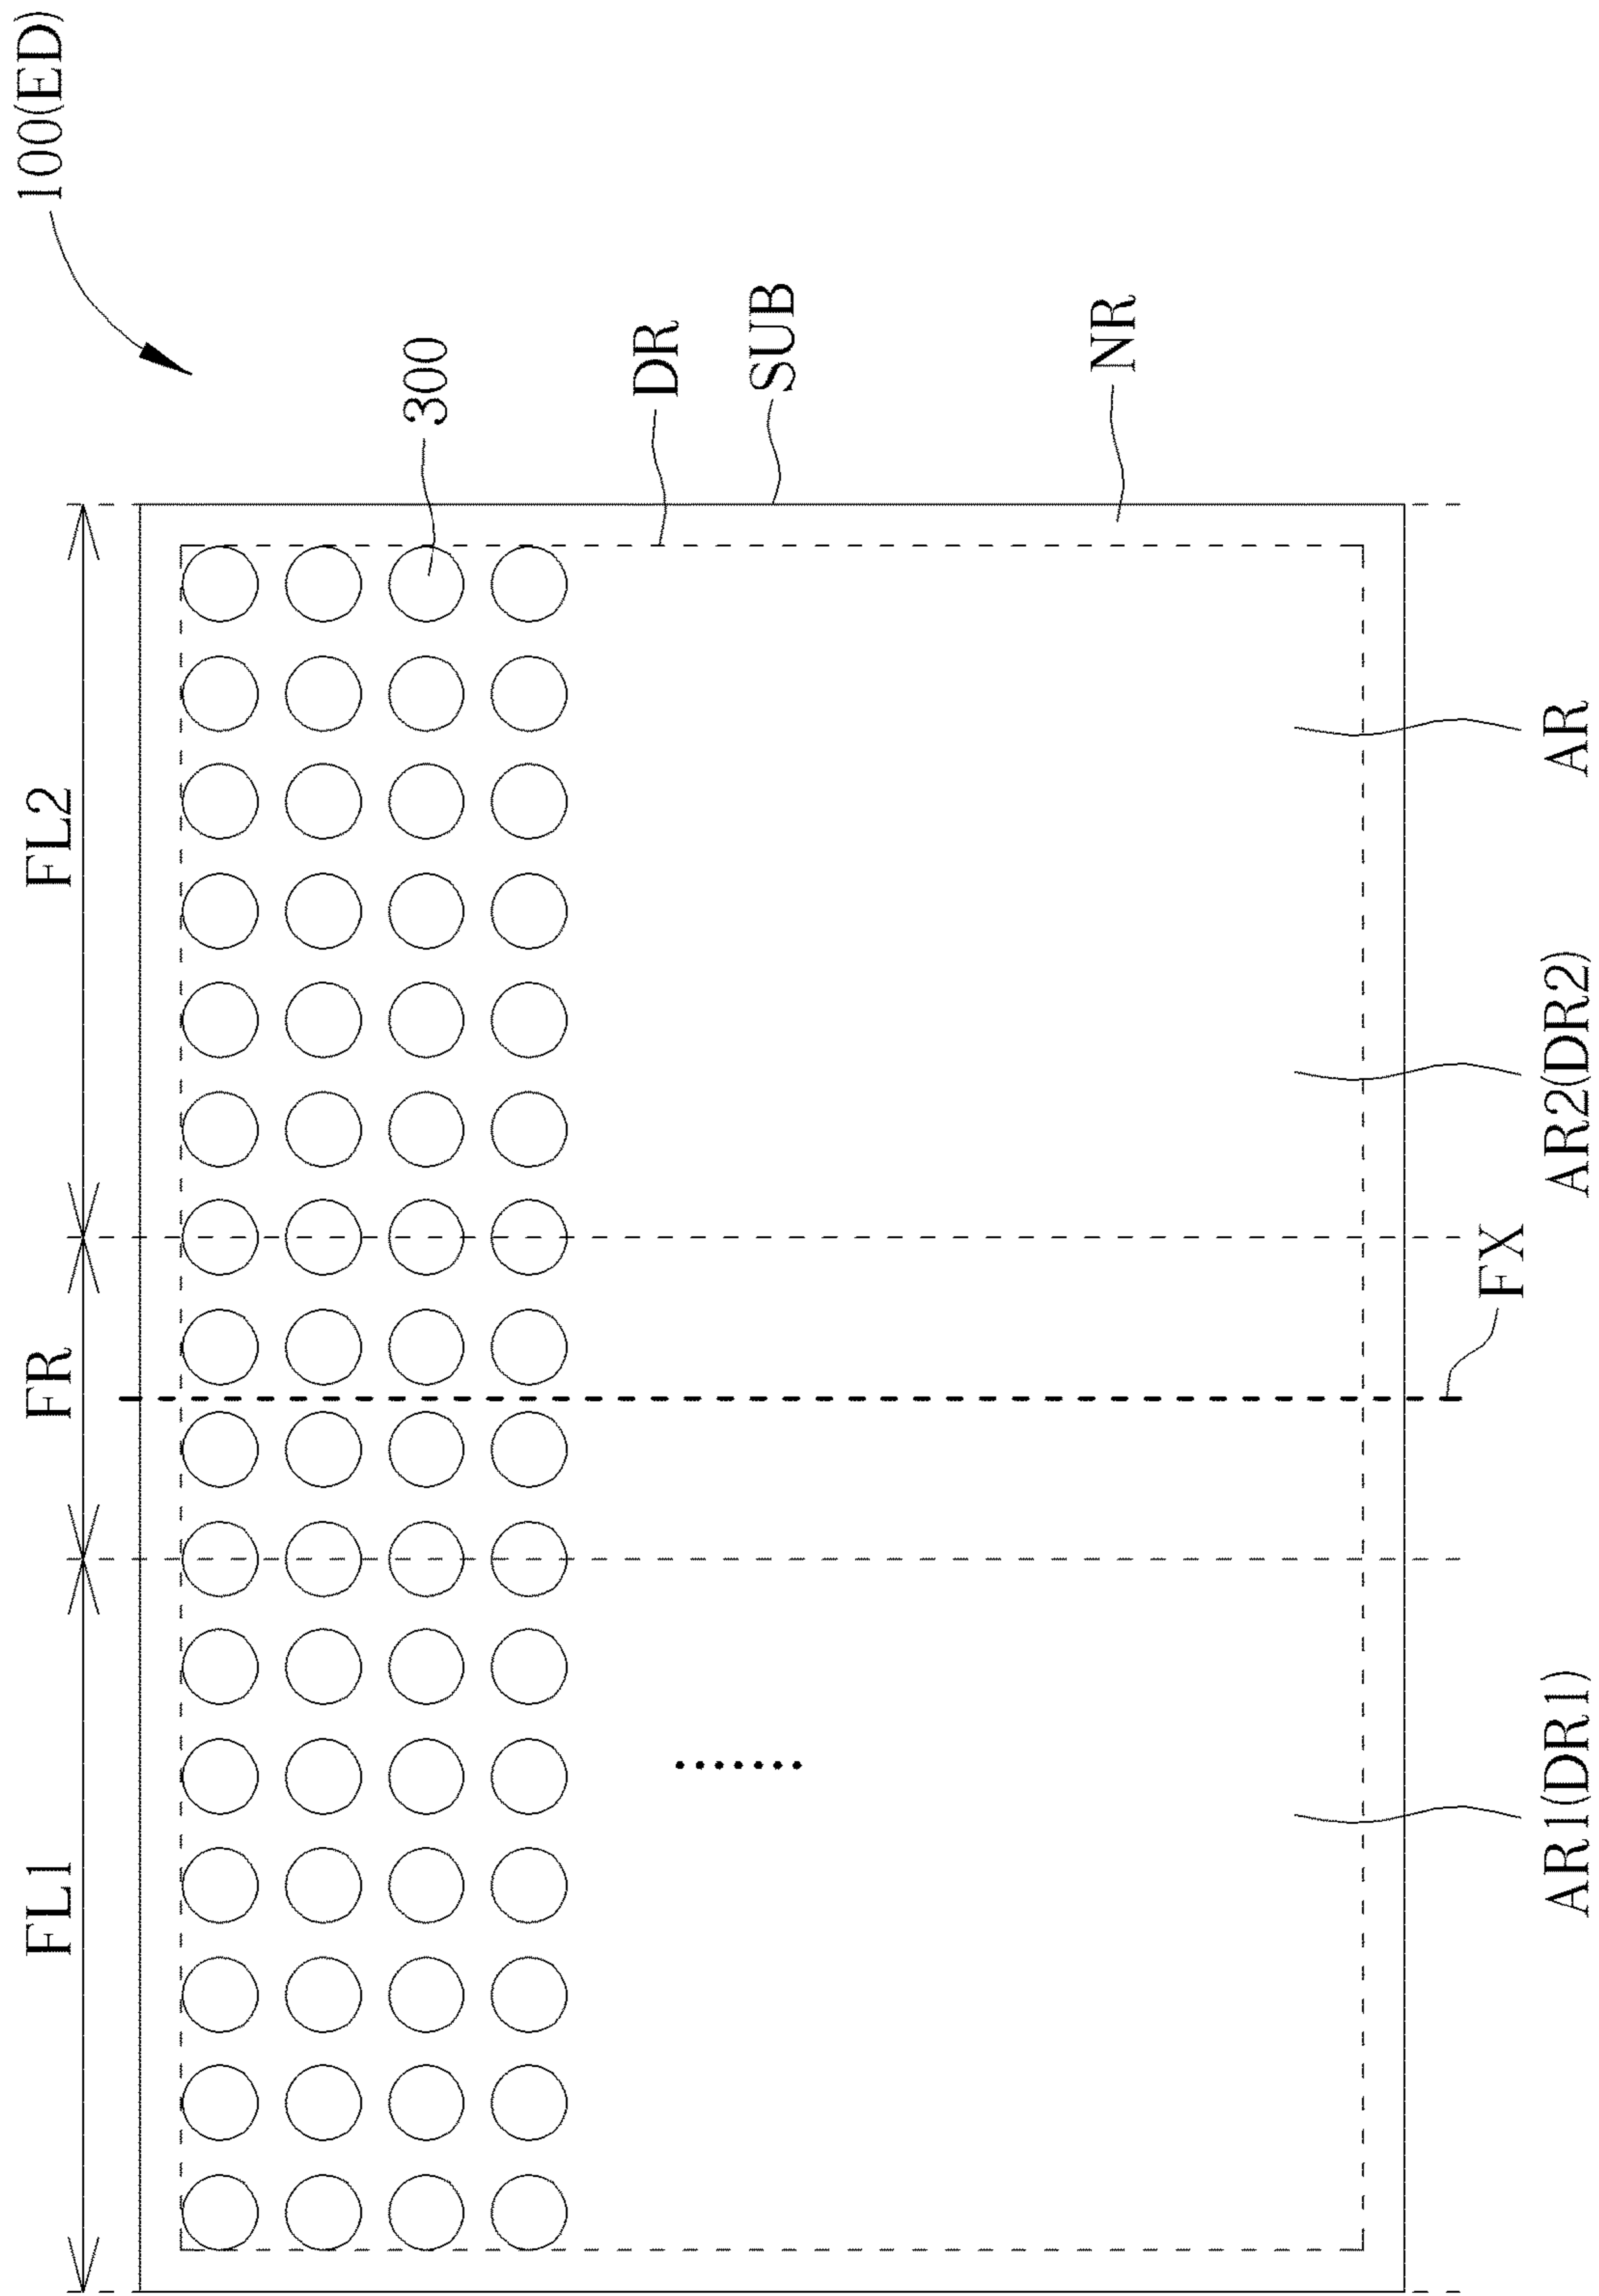 100(ED)
FL1
FR
FL2
300
DR
SUB
NR
FX
AR1(DR1)
AR2(DR2)
AR